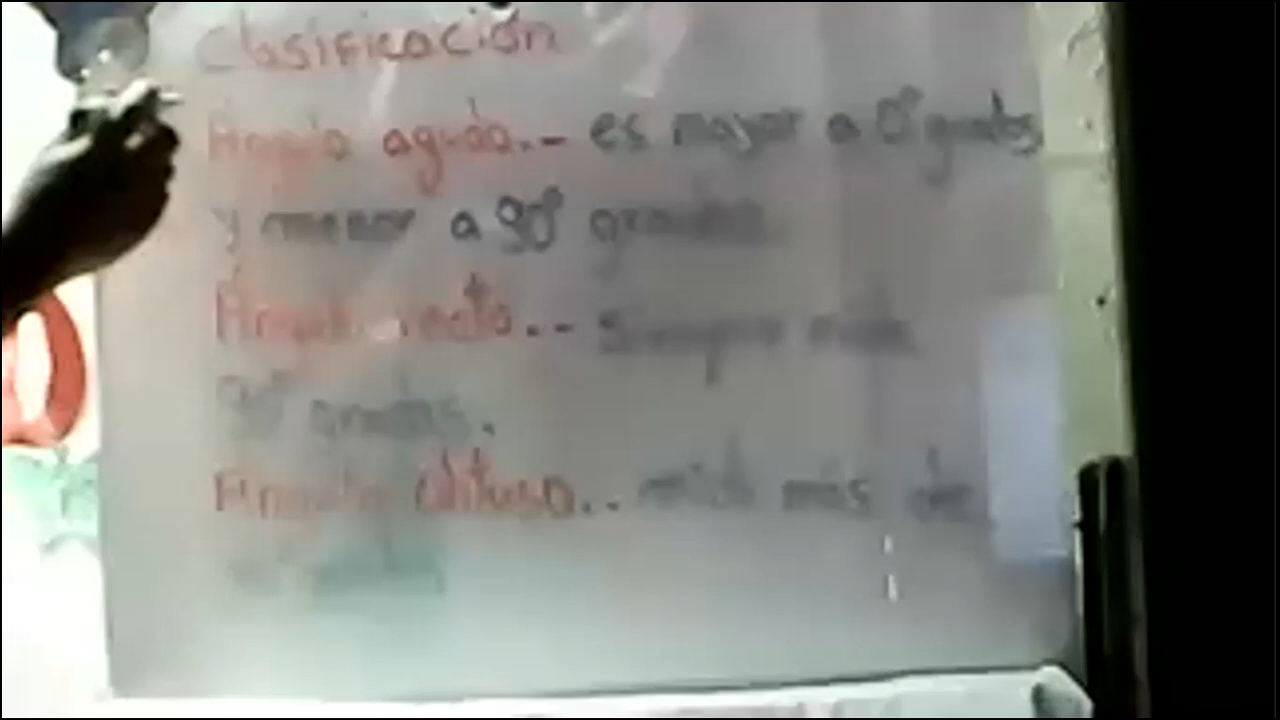 Clasificación
Ángulo agudo.- es mayor a 0° grados
y menor a 90° grados.
Ángulo recto.- Siempre mide
90° grados.
Ángulo obtuso.- mide más de